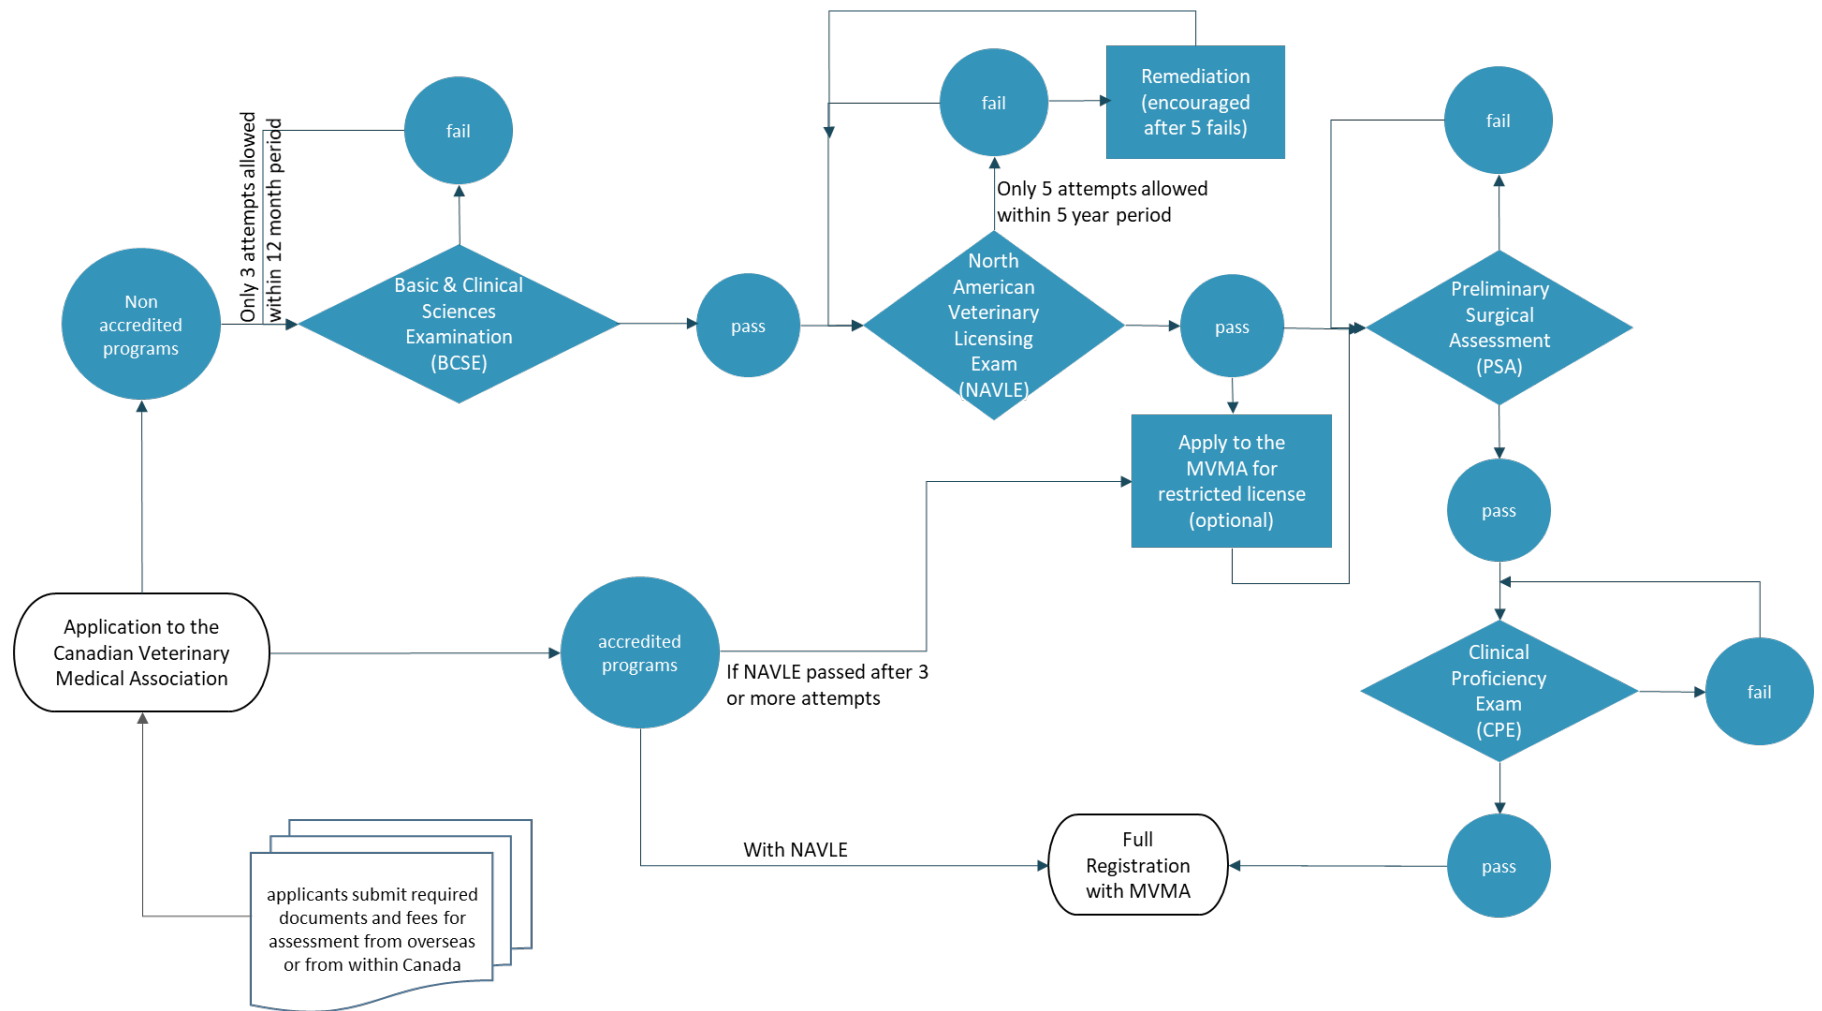 fail
Remediation
(encouraged
after 5 fails)
fail
fail
Only 3 attempts allowed
within 12 month period
Only 5 attempts allowed
within 5 year period
Non
accredited
programs
Basic & Clinical
Sciences
Examination
(BCSE)
pass
North
American
Veterinary
Licensing
Exam
(NAVLE)
pass
Preliminary
Surgical
Assessment
(PSA)
Apply to the
MVMA for
restricted license
(optional)
pass
Application to the
Canadian Veterinary
Medical Association
accredited
programs
If NAVLE passed after 3
or more attempts
Clinical
Proficiency
Exam
(CPE)
fail
With NAVLE
Full
Registration
with MVMA
pass
applicants submit required
documents and fees for
assessment from overseas
or from within Canada